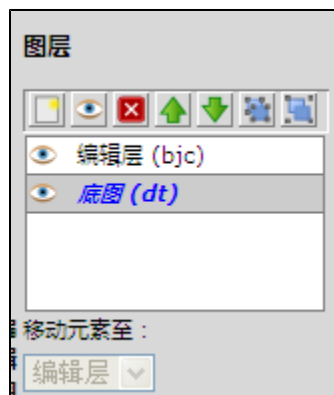 图层
编辑层 (bjc)
底图 (dt)
移动元素至：
编辑层